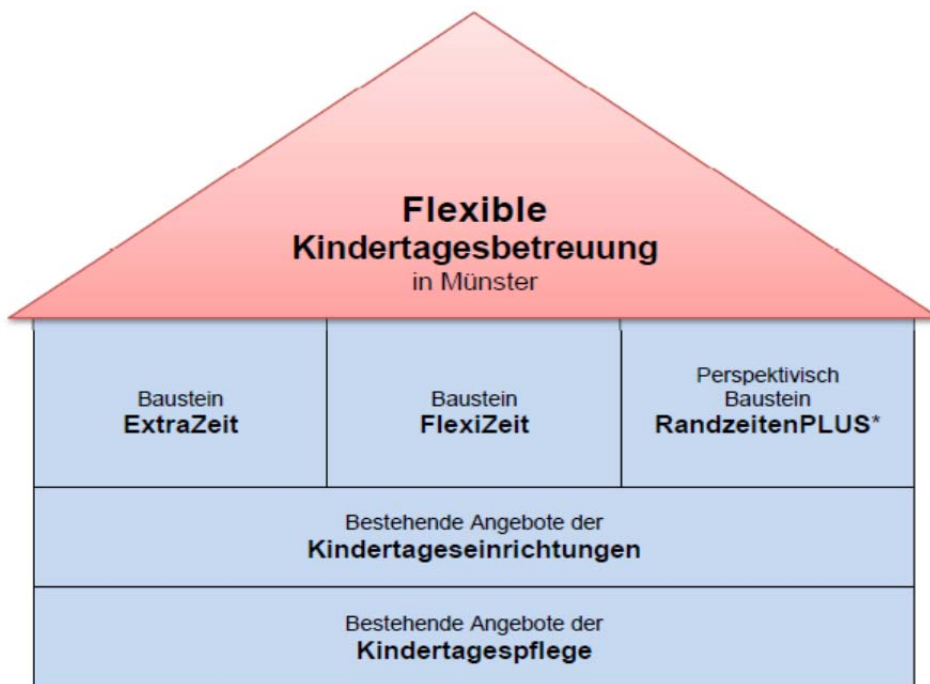 Flexible
Kindertagesbetreuung
in Münster
Baustein
ExtraZeit
Baustein
FlexiZeit
Perspektivisch
Baustein
RandzeitenPLUS*
Bestehende Angebote der
Kindertageseinrichtungen
Bestehende Angebote der
Kindertagespflege